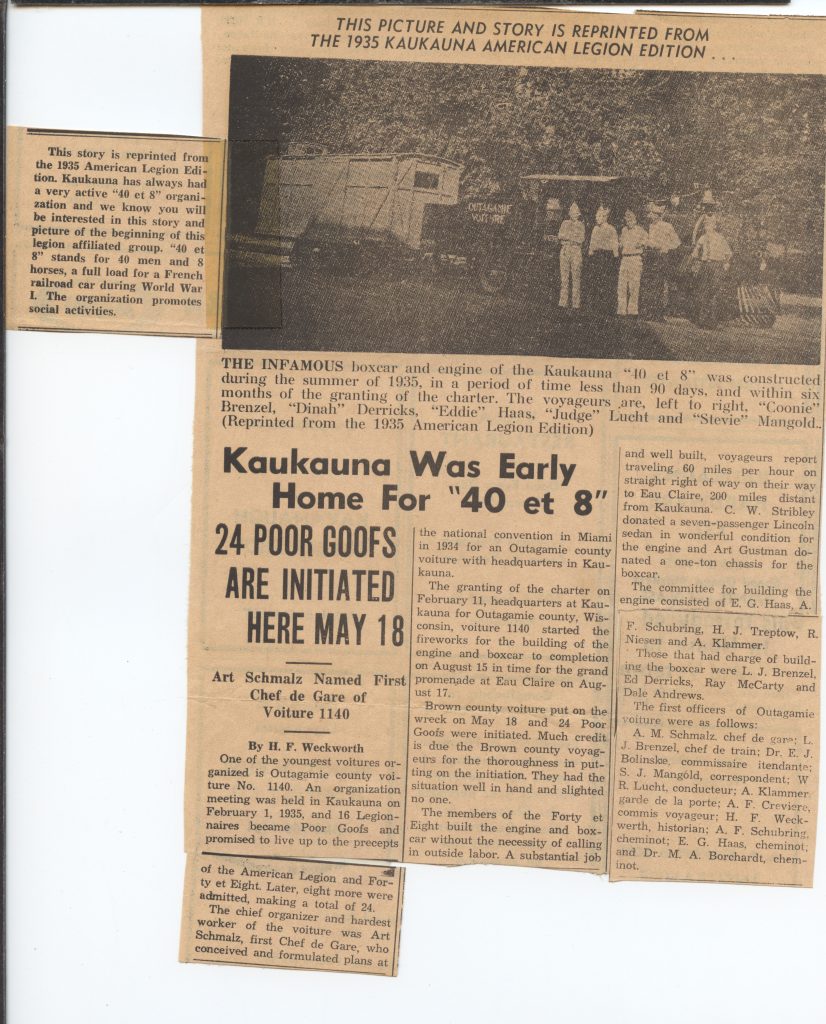 THIS PICTURE AND STORY IS REPRINTED FROM
THE 1935 KAUKAUNA AMERICAN LEGION EDITION . . .
This story is reprinted from
the 1935 American Legion Edi-
tion. Kaukauna has always had
a very active "40 et 8" organi-
zation and we know you will
be interested in this story and
picture of the beginning of this
legion affiliated group. "40 et
8" stands for 40 men and 8
horses, a full load for a French
railroad car during World War
I. The organization promotes
social activities.
OUTAGAMIE
VOITURE
THE INFAMOUS boxcar and engine of the Kaukauna "40 et 8" was constructed
during the summer of 1935, in a period of time less than 90 days, and within six
months of the granting of the charter. The voyageurs are, left to right, "Coonie"
Brenzel, "Dinah" Derricks, "Eddie" Haas, "Judge" Lucht and "Stevie" Mangold..
(Reprinted from the 1935 American Legion Edition)
Kaukauna Was Early
Home For "40 et 8"
24 POOR GOOFS
ARE INITIATED
HERE MAY 18
Art Schmalz Named First
Chef de Gare of
Voiture 1140
By H. F. Weckworth
One of the youngest voitures or-
ganized is Outagamie county voi-
ture No. 1140. An organization
meeting was held in Kaukauna on
February 1, 1935, and 16 Legion-
naires became Poor Goofs and
promised to live up to the precepts
of the American Legion and For-
ty et Eight. Later, eight more were
admitted, making a total of 24.
The chief organizer and hardest
worker of the voiture was Art
Schmalz, first Chef de Gare, who
conceived and formulated plans at
the national convention in Miami
in 1934 for an Outagamie county
voiture with headquarters in Kau-
kauna.
The granting of the charter on
February 11, headquarters at Kau-
kauna for Outagamie county, Wis-
consin, voiture 1140 started the
fireworks for the building of the
engine and boxcar to completion
on August 15 in time for the grand
promenade at Eau Claire on Aug-
ust 17.
Brown county voiture put on the
wreck on May 18 and 24 Poor
Goofs were initiated. Much credit
is due the Brown county voyag-
eurs for the thoroughness in put-
ting on the initiation. They had the
situation well in hand and slighted
no one.
The members of the Forty et
Eight built the engine and box-
car without the necessity of calling
in outside labor. A substantial job
and well built, voyageurs report
traveling 60 miles per hour on
straight right of way on their way
to Eau Claire, 200 miles distant
from Kaukauna. C. W. Stribley
donated a seven-passenger Lincoln
sedan in wonderful condition for
the engine and Art Gustman do-
nated a one-ton chassis for the
boxcar.
The committee for building the
engine consisted of E. G. Haas, A.
F. Schubring, H. J. Treptow, R.
Niesen and A. Klammer.
Those that had charge of build-
ing the boxcar were L. J. Brenzel,
Ed Derricks, Ray McCarty and
Dale Andrews.
The first officers of Outagamie
voiture were as follows:
A. M. Schmalz, chef de gare; L.
J. Brenzel, chef de train; Dr. E. J.
Bolinske, commissaire itendante;
S. J. Mangold, correspondent; W
R. Lucht, conducteur; A. Klammer
garde de la porte; A. F. Creviere,
commis voyageur; H. F. Weck-
werth, historian; A. F. Schubring,
cheminot; E. G. Haas, cheminot;
and Dr. M. A. Borchardt, chem-
inot.